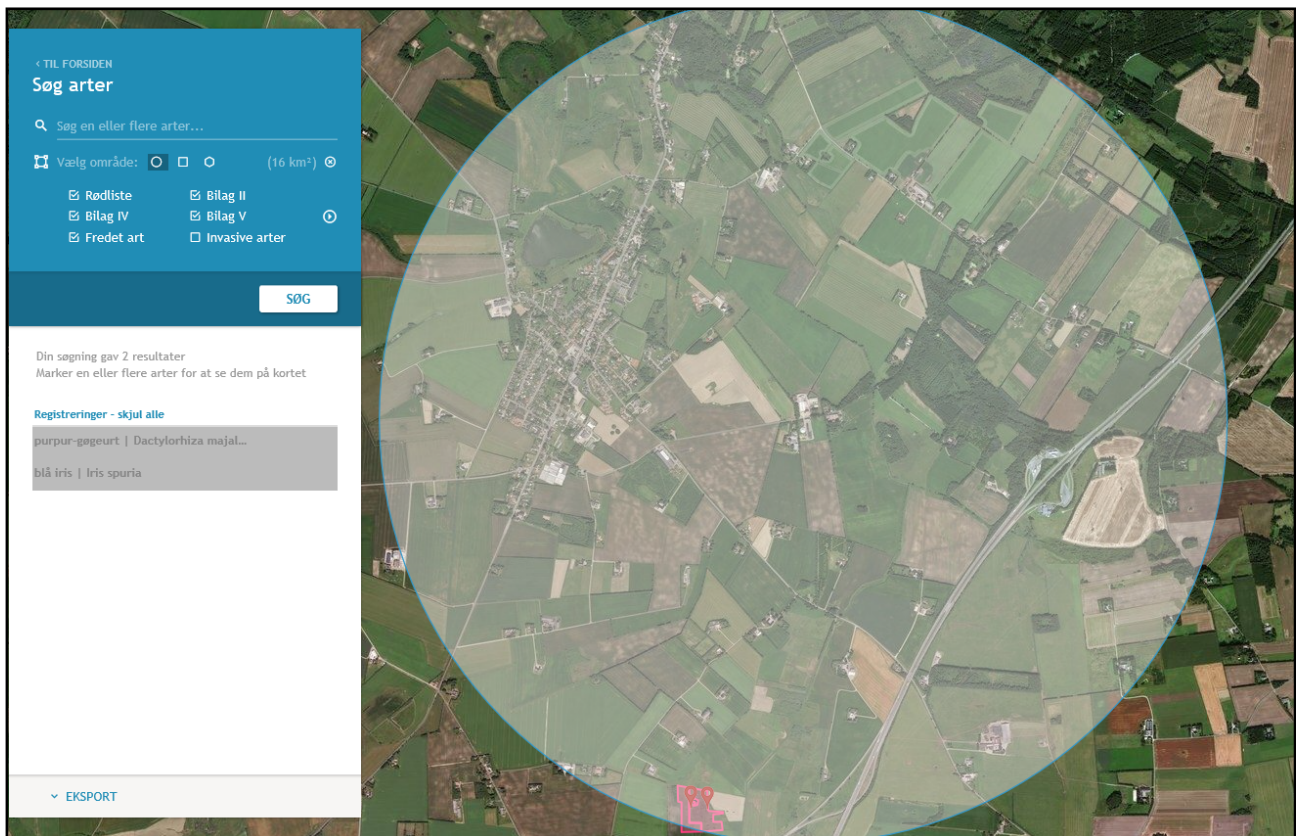 ‹ TIL FORSIDEN
Søg arter
Søg en eller flere arter...
Vælg område: (16 km²)
Rødliste Bilag II
Bilag IV Bilag V
Fredet art Invasive arter
SØG
Din søgning gav 2 resultater
Marker en eller flere arter for at se dem på kortet
Registreringer - skjul alle
purpur-gøgeurt | Dactylorhiza majal...
blå iris | Iris spuria
EKSPORT